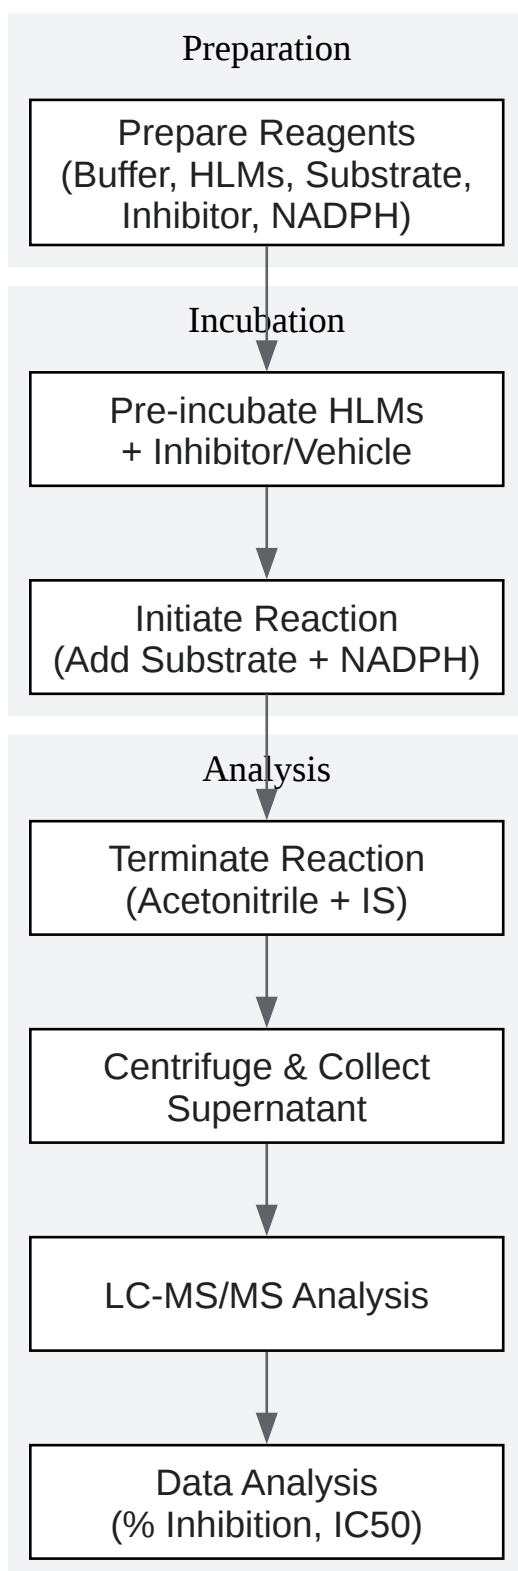 Preparation
Prepare Reagents
(Buffer, HLMs, Substrate,
Inhibitor, NADPH)
Incubation
Pre-incubate HLMs
+ Inhibitor/Vehicle
Initiate Reaction
(Add Substrate + NADPH)
Analysis
Terminate Reaction
(Acetonitrile + IS)
Centrifuge & Collect
Supernatant
LC-MS/MS Analysis
Data Analysis
(% Inhibition, IC50)